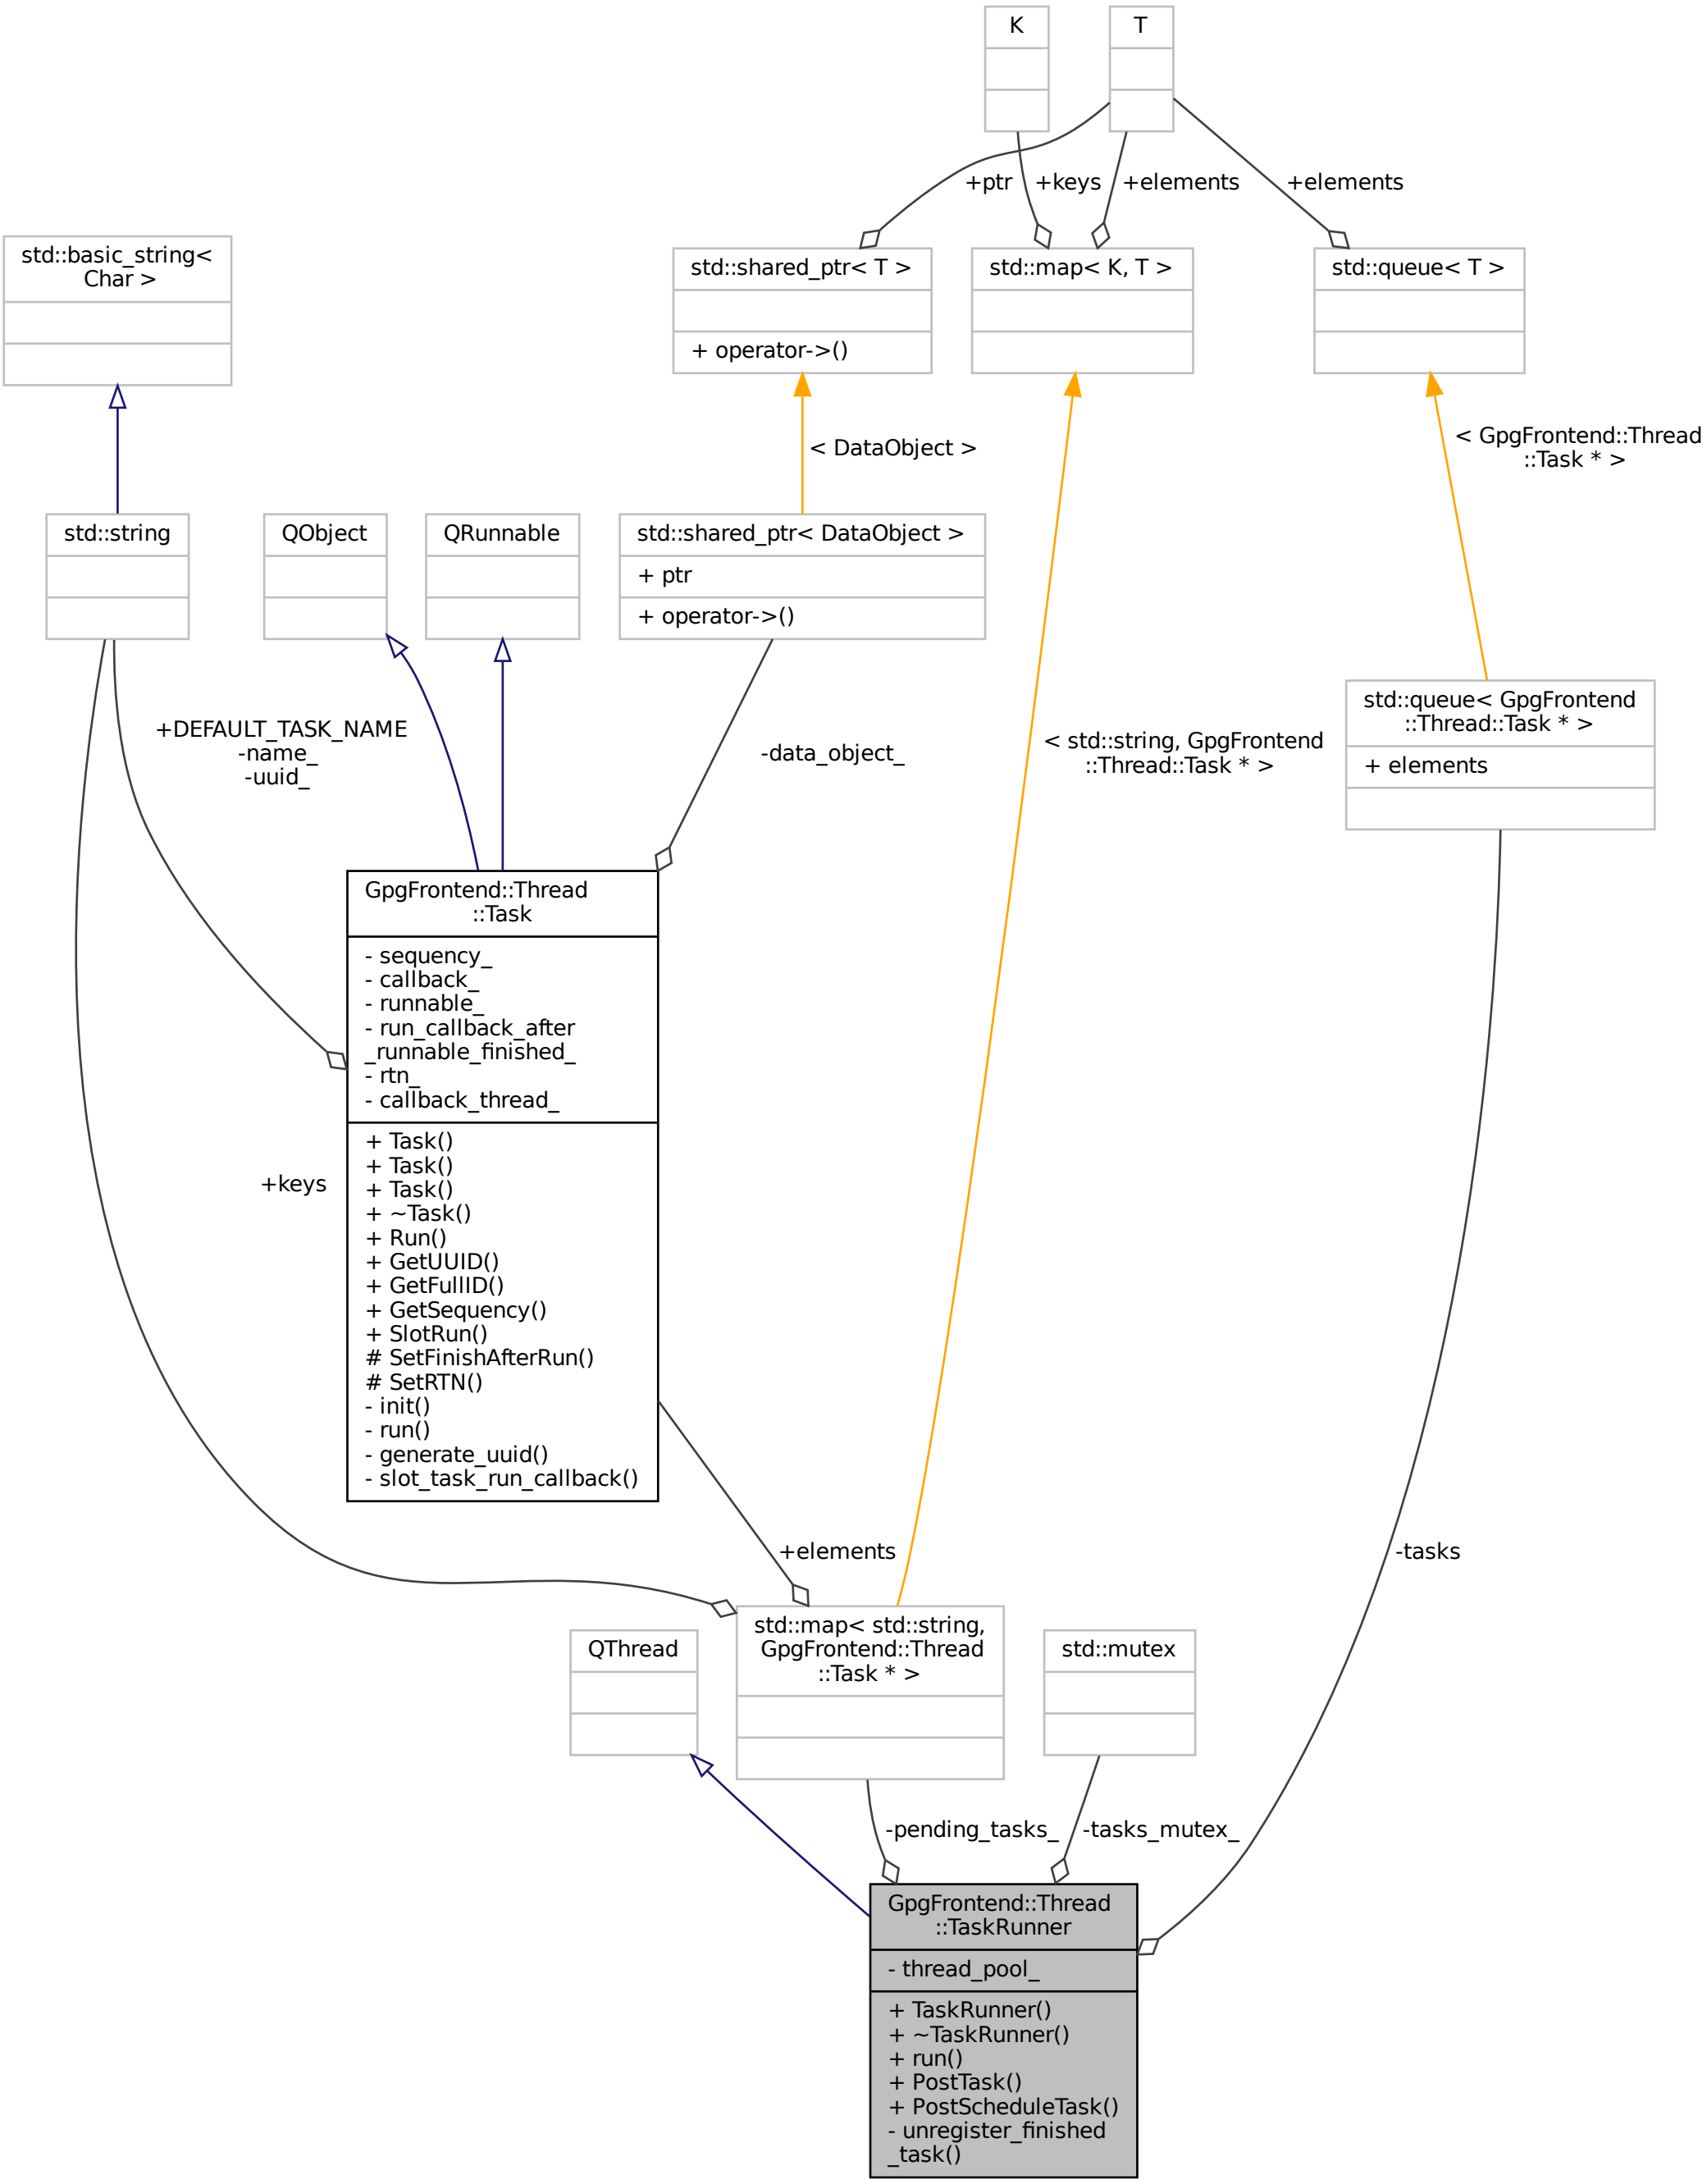 K
T
+ptr
+keys
+elements
+elements
std::basic_string<
Char >
std::shared_ptr< T >
+ operator->()
std::map< K, T >
std::queue< T >
< DataObject >
< GpgFrontend::Thread
::Task * >
std::string
QObject
QRunnable
std::shared_ptr< DataObject >
+ ptr
+ operator->()
std::queue< GpgFrontend
::Thread::Task * >
+ elements
+DEFAULT_TASK_NAME
-name_
-uuid_
-data_object_
< std::string, GpgFrontend
::Thread::Task * >
GpgFrontend::Thread
::Task
- sequency_
- callback_
- runnable_
- run_callback_after
_runnable_finished_
- rtn_
- callback_thread_
+ Task()
+ Task()
+ Task()
+ ~Task()
+ Run()
+ GetUUID()
+ GetFullID()
+ GetSequency()
+ SlotRun()
# SetFinishAfterRun()
# SetRTN()
- init()
- run()
- generate_uuid()
- slot_task_run_callback()
+keys
+elements
-tasks
QThread
std::map< std::string,
GpgFrontend::Thread
::Task * >
std::mutex
-pending_tasks_
-tasks_mutex_
GpgFrontend::Thread
::TaskRunner
- thread_pool_
+ TaskRunner()
+ ~TaskRunner()
+ run()
+ PostTask()
+ PostScheduleTask()
- unregister_finished
_task()